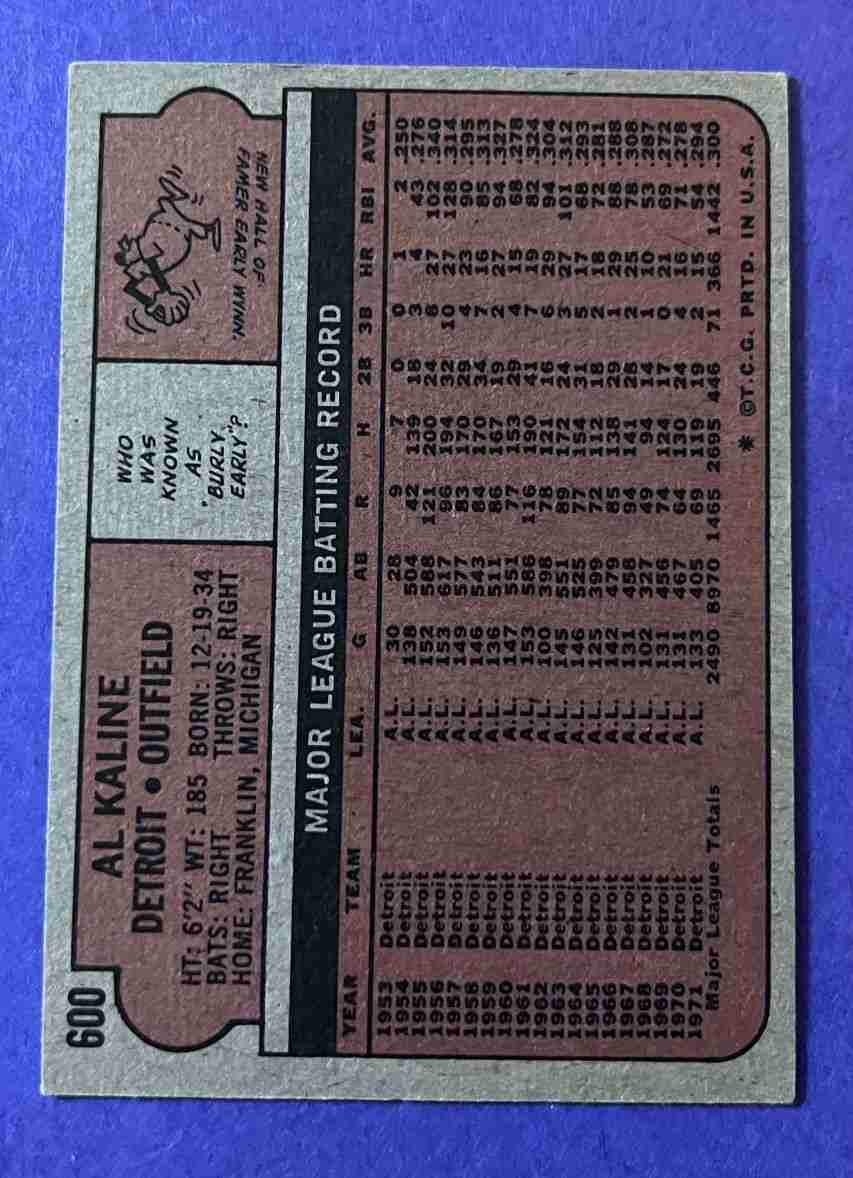 600
AL KALINE
DETROIT • OUTFIELD
HT: 6'2" WT: 185 BORN: 12-19-34
BATS: RIGHT THROWS: RIGHT
HOME: FRANKLIN, MICHIGAN
WHO
WAS
KNOWN
AS
"BURLY
EARLY"?
NEW HALL OF
FAMER EARLY WYNN.
MAJOR LEAGUE BATTING RECORD
YEAR TEAM LEA. G AB R H 2B 3B HR RBI AVG.
1953 Detroit A.L. 30 28 9 7 0 0 1 2 .250
1954 Detroit A.L. 138 504 42 139 18 3 4 43 .276
1955 Detroit A.L. 152 588 121 200 24 8 27 102 .340
1956 Detroit A.L. 153 617 96 194 32 10 27 128 .314
1957 Detroit A.L. 149 577 83 170 29 4 23 90 .295
1958 Detroit A.L. 146 543 84 170 34 7 16 85 .313
1959 Detroit A.L. 136 511 86 167 19 2 27 94 .327
1960 Detroit A.L. 147 551 77 153 29 4 15 68 .278
1961 Detroit A.L. 153 586 116 190 41 7 19 82 .324
1962 Detroit A.L. 100 398 78 121 16 6 29 94 .304
1963 Detroit A.L. 145 551 89 172 24 3 27 101 .312
1964 Detroit A.L. 146 525 77 154 31 5 17 68 .293
1965 Detroit A.L. 125 399 72 112 18 2 18 72 .281
1966 Detroit A.L. 142 479 85 138 29 1 29 88 .288
1967 Detroit A.L. 131 458 94 141 28 2 25 78 .308
1968 Detroit A.L. 102 327 49 94 14 1 10 53 .287
1969 Detroit A.L. 131 456 74 124 17 0 21 69 .272
1970 Detroit A.L. 131 467 64 130 24 4 16 71 .278
1971 Detroit A.L. 133 405 69 119 19 2 15 54 .294
Major League Totals 2490 8970 1465 2695 446 71 366 1442 .300
* ©T.C.G. PRTD. IN U.S.A.